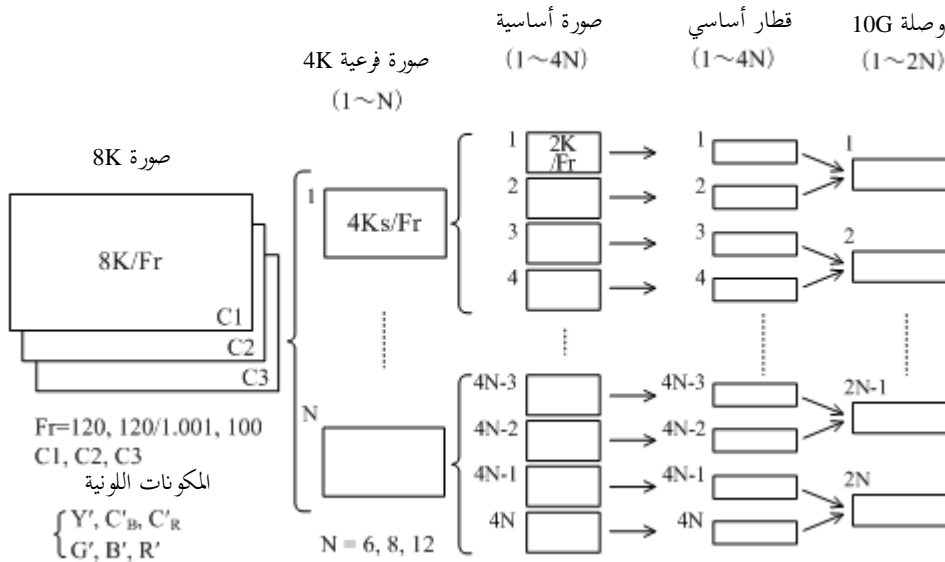 صورة 8K
8K/Fr
C1
C2
C3
Fr=120, 120/1.001, 100
C1, C2, C3
المكونات اللونية
Y′, C′B, C′R
G′, B′, R′
صورة فرعية 4K
(1～N)
1
4Ks/Fr
N
N = 6, 8, 12
صورة أساسية
(1～4N)
1
2K
/Fr
2
3
4
4N-3
4N-2
4N-1
4N
قطار أساسي
(1～4N)
1
2
3
4
4N-3
4N-2
4N-1
4N
وصلة 10G
(1～2N)
1
2
2N-1
2N